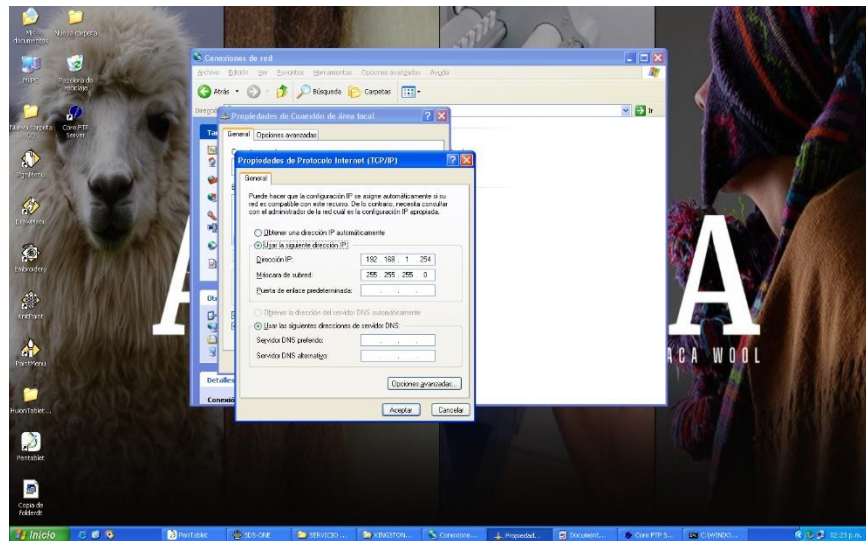 Mis documentos
Nueva carpeta
Mi PC
Papelera de reciclaje
Nueva carpeta
Core FTP Server
PgmMenu
Embroidery
KnitPaint
PaintMenu
HuionTablet...
Pentablet
Copia de
Conexiones de red
Archivo Edición Ver Favoritos Herramientas Opciones avanzadas Ayuda
Atrás Búsqueda Carpetas
Ir
Propiedades de Conexión de área local
General Opciones avanzadas
Propiedades de Protocolo Internet (TCP/IP)
General
Puede hacer que la configuración IP se asigne automáticamente si su
red es compatible con este recurso. De lo contrario, necesita consultar
con el administrador de la red cuál es la configuración IP apropiada.
Obtener una dirección IP automáticamente
Usar la siguiente dirección IP:
Dirección IP: 192 . 168 . 1 . 254
Máscara de subred: 255 . 255 . 255 . 0
Puerta de enlace predeterminada:
Obtener la dirección del servidor DNS automáticamente
Usar las siguientes direcciones de servidor DNS:
Servidor DNS preferido:
Servidor DNS alternativo:
Opciones avanzadas...
Aceptar Cancelar
Detalles
A
ACA WOOL
Inicio
PenTablet
SDS-ONE
SERVICIO ...
KINGSTON...
Conexione...
Propiedad...
Document...
Core FTP S...
C:\WINDO...
02:23 p.m.